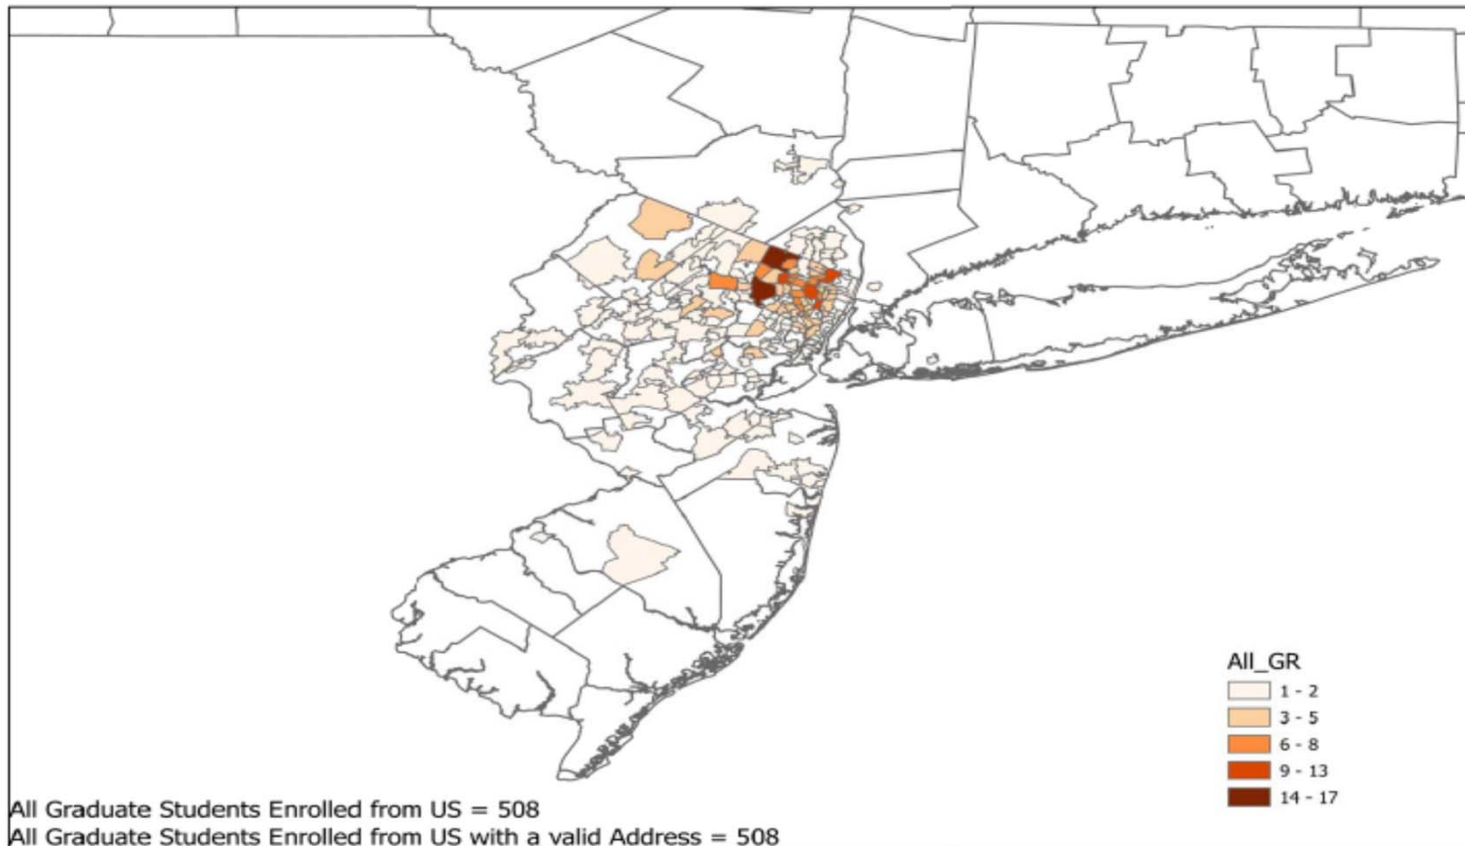 All_GR
1 - 2
3 - 5
6 - 8
9 - 13
14 - 17
All Graduate Students Enrolled from US = 508
All Graduate Students Enrolled from US with a valid Address = 508